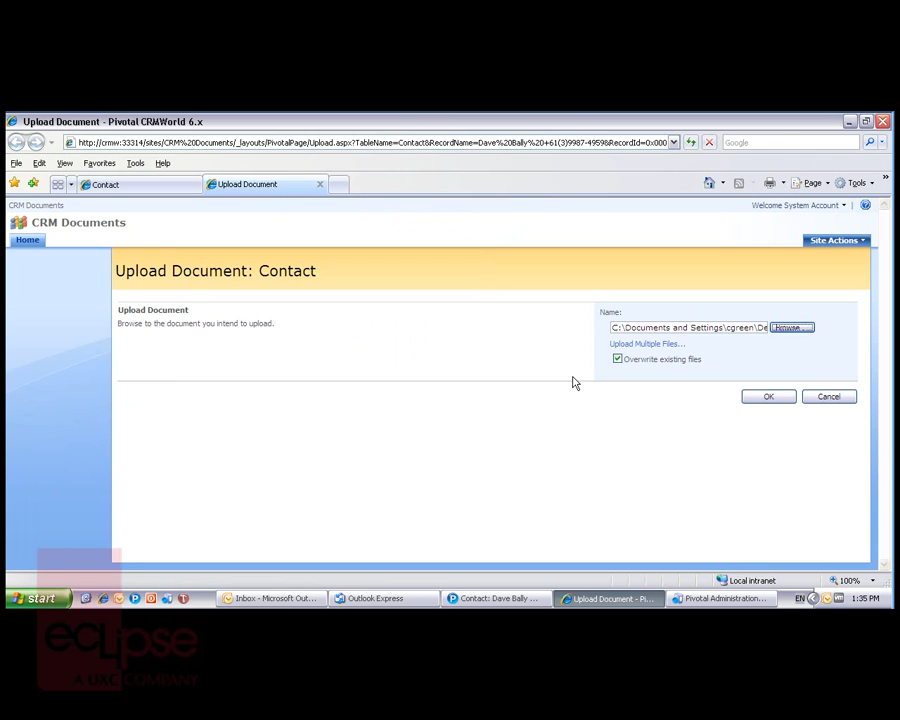 Upload Document - Pivotal CRMWorld 6.x
http://crmw:33314/sites/CRM%20Documents/_layouts/PivotalPage/Upload.aspx?TableName=Contact&RecordName=Dave%20Bally%20+61(3)9987-4959&RecordId=0x000
Google
File Edit View Favorites Tools Help
Contact
Upload Document
Page
Tools
CRM Documents
Welcome System Account
CRM Documents
Home
Site Actions
Upload Document: Contact
Upload Document
Browse to the document you intend to upload.
Name:
C:\Documents and Settings\cgreen\De
Browse...
Upload Multiple Files...
Overwrite existing files
OK
Cancel
Local intranet
100%
start
Inbox - Microsoft Out...
Outlook Express
Contact: Dave Bally ...
Upload Document - Pi...
Pivotal Administration...
EN
1:35 PM
eclipse
A UXC COMPANY